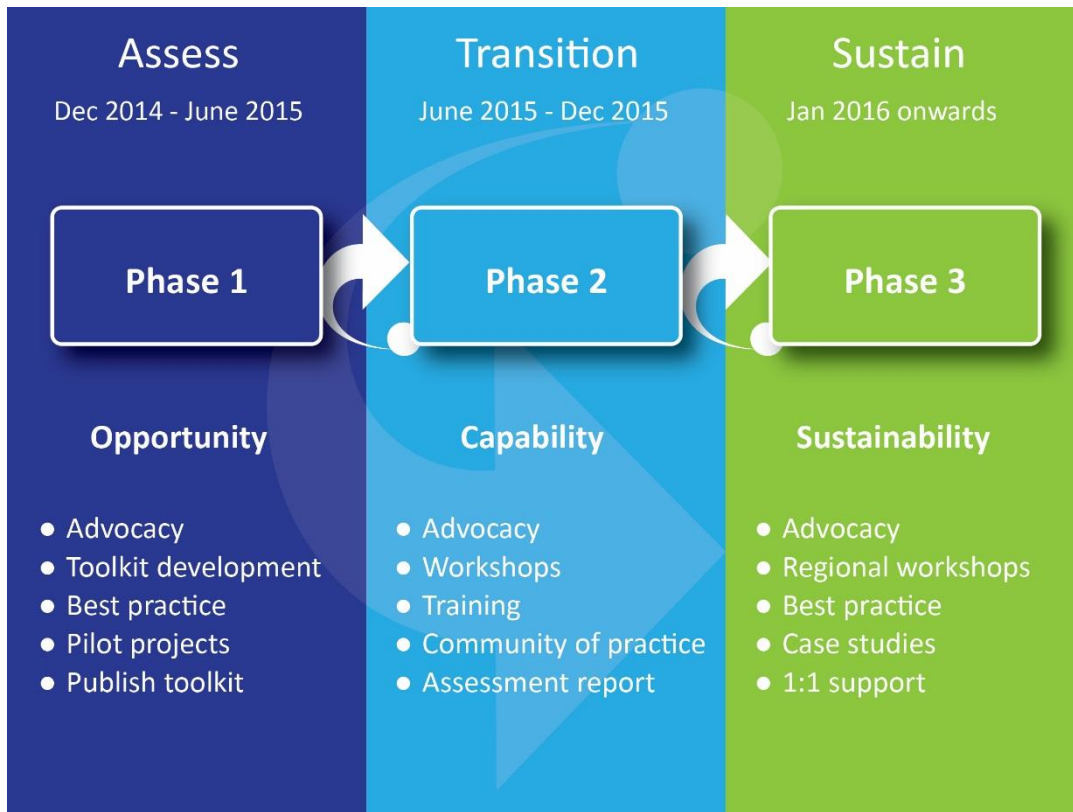 Assess
Dec 2014 - June 2015
Phase 1
Opportunity
● Advocacy
● Toolkit development
● Best practice
● Pilot projects
● Publish toolkit
Transition
June 2015 - Dec 2015
Phase 2
Capability
● Advocacy
● Workshops
● Training
● Community of practice
● Assessment report
Sustain
Jan 2016 onwards
Phase 3
Sustainability
● Advocacy
● Regional workshops
● Best practice
● Case studies
● 1:1 support